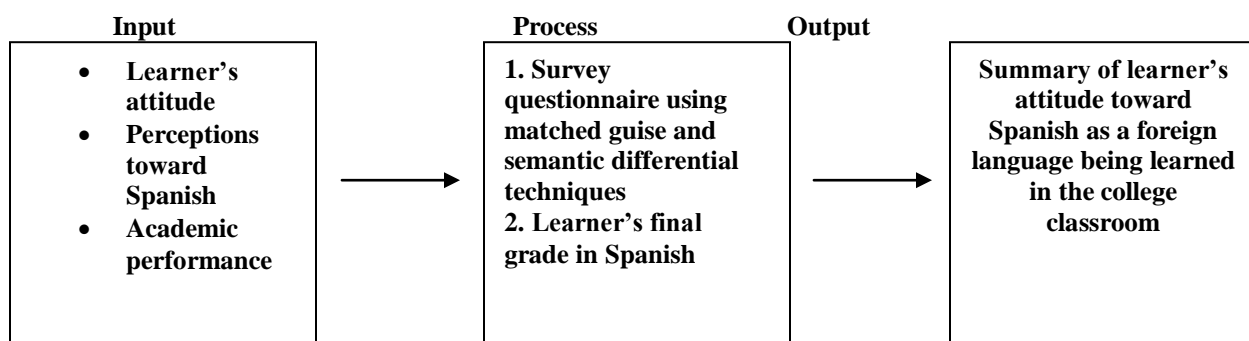 Input Process Output
• Learner’s
attitude
• Perceptions
toward
Spanish
• Academic
performance
1. Survey
questionnaire using
matched guise and
semantic differential
techniques
2. Learner’s final
grade in Spanish
Summary of learner’s
attitude toward
Spanish as a foreign
language being learned
in the college
classroom